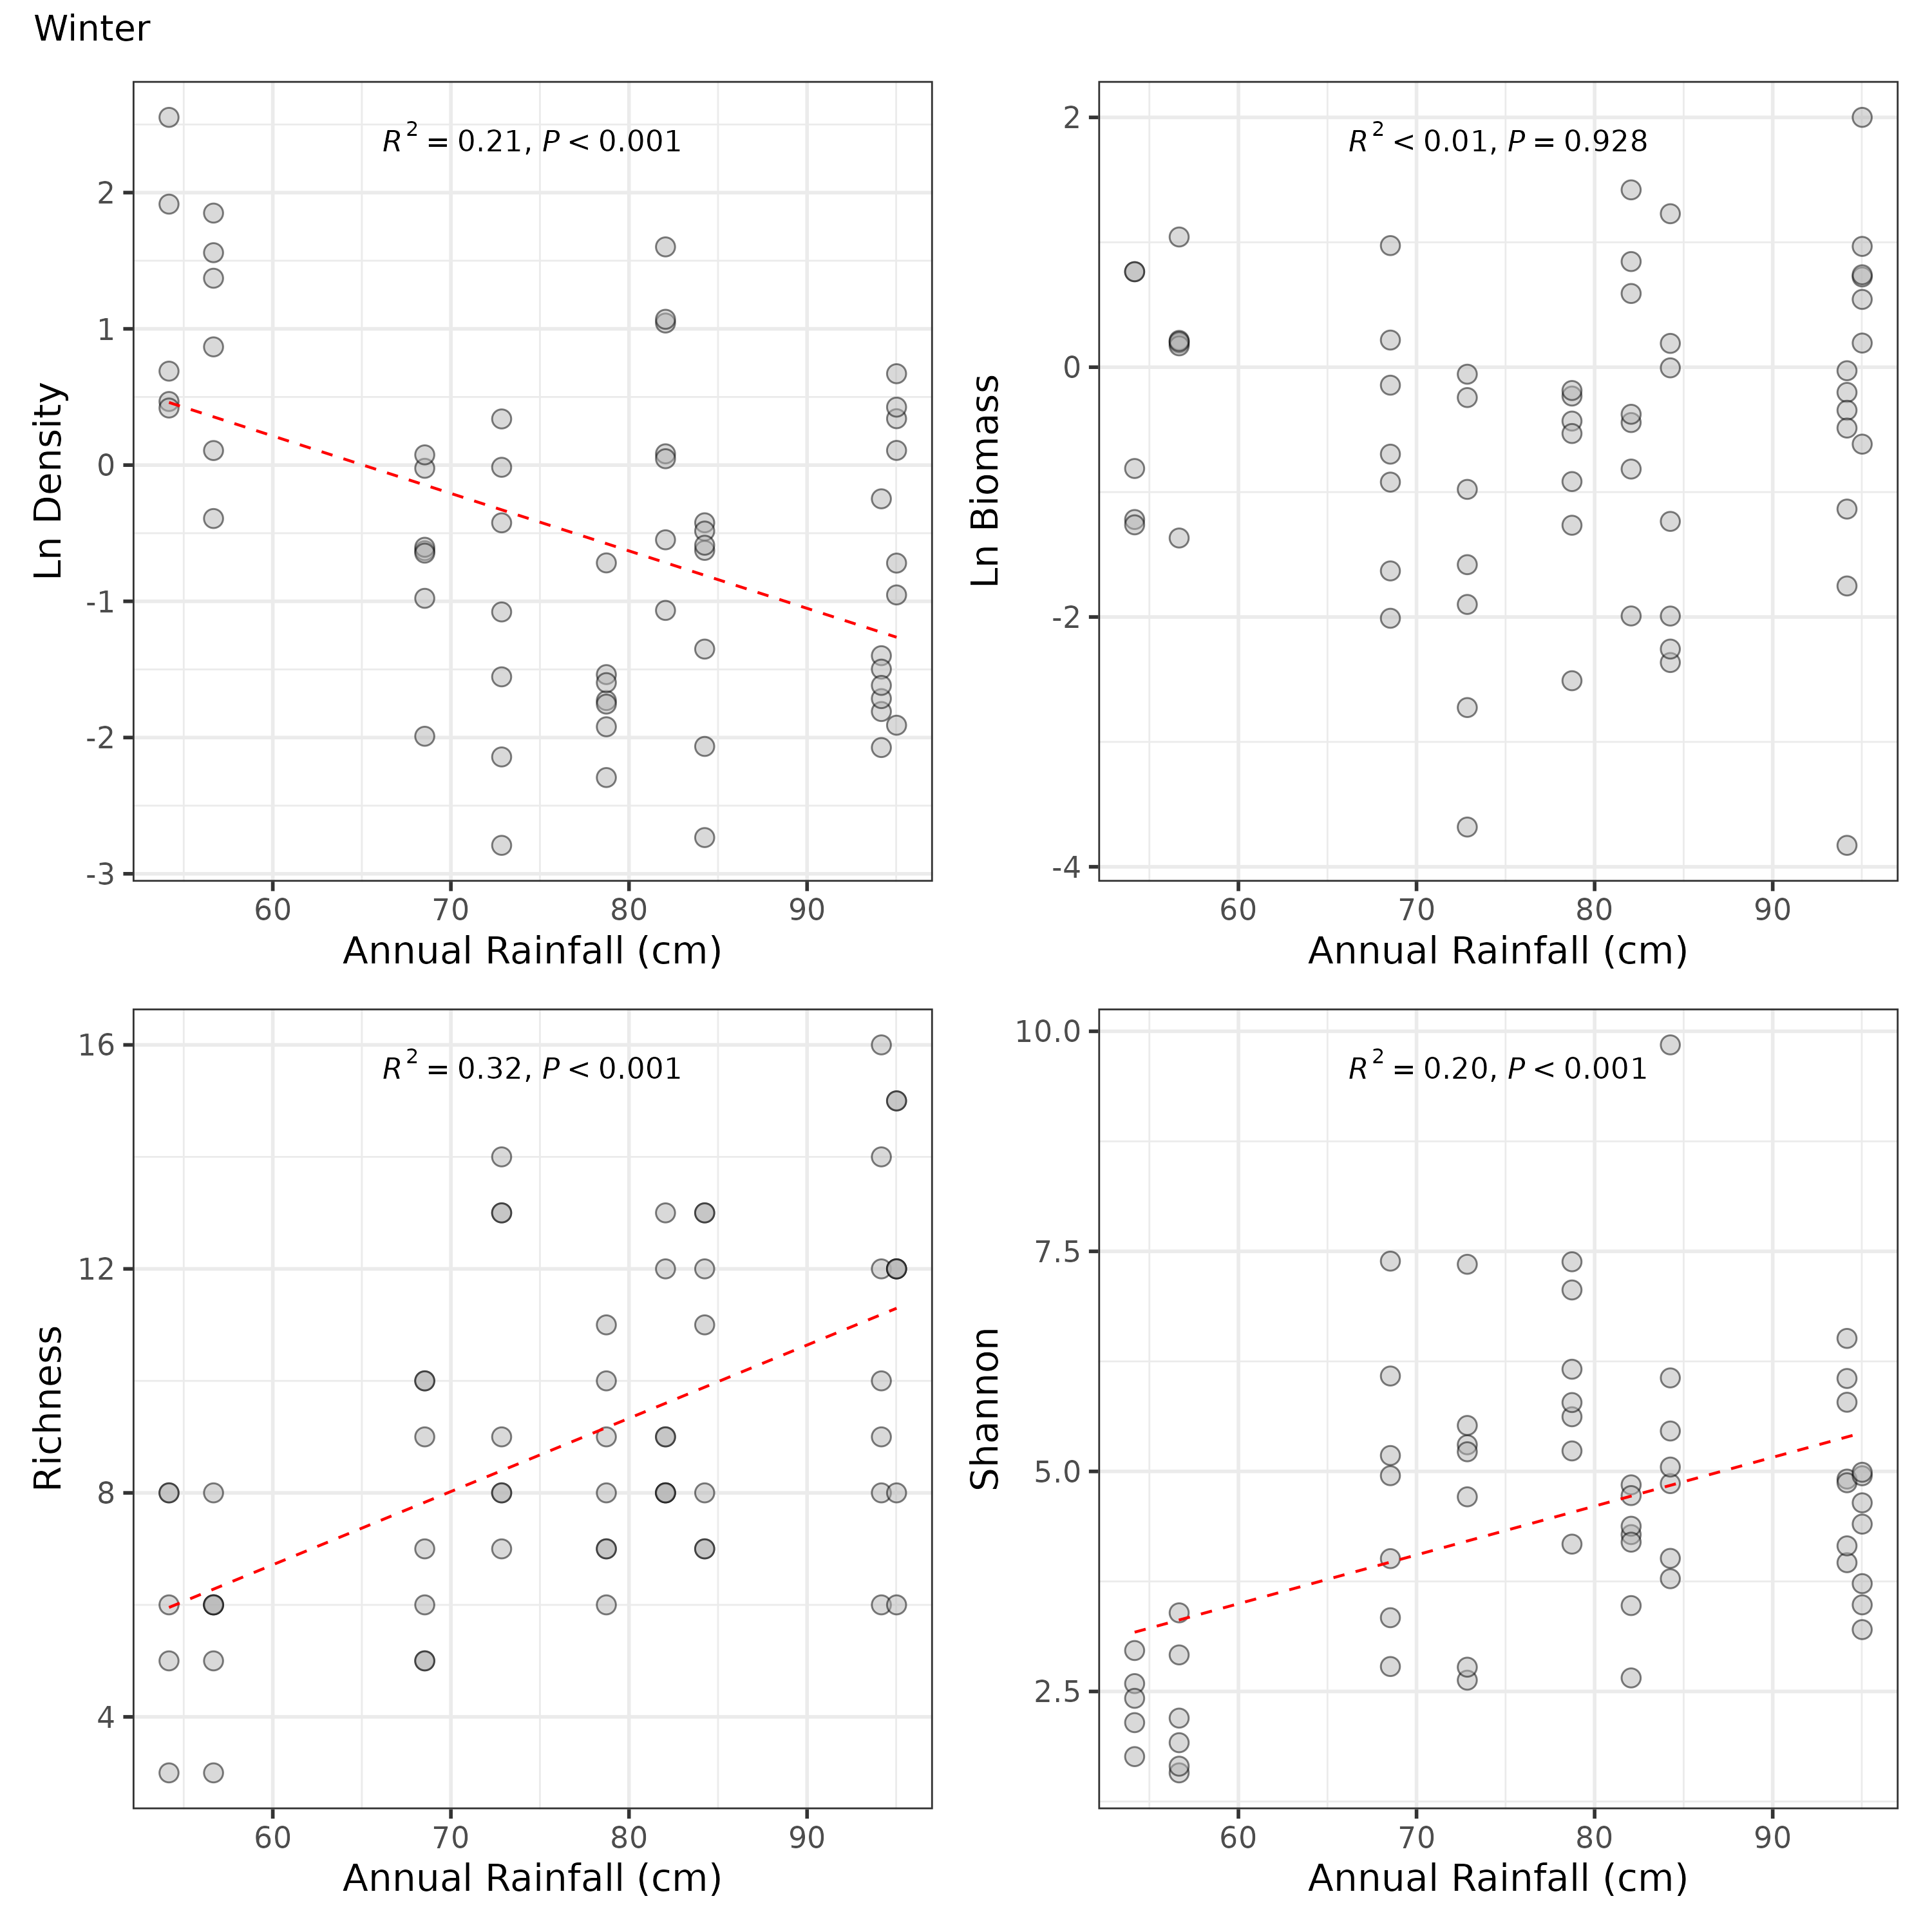 Winter
R² = 0.21, P < 0.001
2
1
0
-1
-2
-3
Ln Density
60 70 80 90
Annual Rainfall (cm)
R² < 0.01, P = 0.928
2
0
-2
-4
Ln Biomass
60 70 80 90
Annual Rainfall (cm)
R² = 0.32, P < 0.001
16
12
8
4
Richness
60 70 80 90
Annual Rainfall (cm)
R² = 0.20, P < 0.001
10.0
7.5
5.0
2.5
Shannon
60 70 80 90
Annual Rainfall (cm)